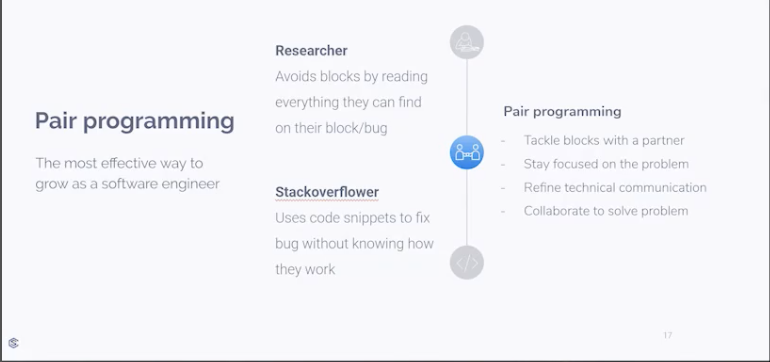 Pair programming
The most effective way to
grow as a software engineer
Researcher
Avoids blocks by reading
everything they can find
on their block/bug
Stackoverflower
Uses code snippets to fix
bug without knowing how
they work
Pair programming
- Tackle blocks with a partner
- Stay focused on the problem
- Refine technical communication
- Collaborate to solve problem
17